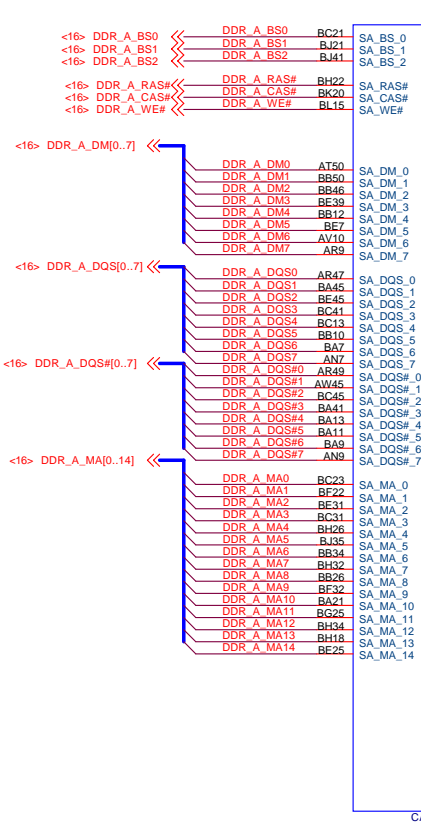 <16> DDR_A_BS0 DDR_A_BS0 BC21 SA_BS_0
<16> DDR_A_BS1 DDR_A_BS1 BJ21 SA_BS_1
<16> DDR_A_BS2 DDR_A_BS2 BJ41 SA_BS_2
<16> DDR_A_RAS# DDR_A_RAS# BH22 SA_RAS#
<16> DDR_A_CAS# DDR_A_CAS# BK20 SA_CAS#
<16> DDR_A_WE# DDR_A_WE# BL15 SA_WE#
<16> DDR_A_DM[0..7]
DDR_A_DM0 AT50 SA_DM_0
DDR_A_DM1 BB50 SA_DM_1
DDR_A_DM2 BB46 SA_DM_2
DDR_A_DM3 BE39 SA_DM_3
DDR_A_DM4 BB12 SA_DM_4
DDR_A_DM5 BE7 SA_DM_5
DDR_A_DM6 AV10 SA_DM_6
DDR_A_DM7 AR9 SA_DM_7
<16> DDR_A_DQS[0..7]
DDR_A_DQS0 AR47 SA_DQS_0
DDR_A_DQS1 BA45 SA_DQS_1
DDR_A_DQS2 BE45 SA_DQS_2
DDR_A_DQS3 BC41 SA_DQS_3
DDR_A_DQS4 BC13 SA_DQS_4
DDR_A_DQS5 BB10 SA_DQS_5
DDR_A_DQS6 BA7 SA_DQS_6
DDR_A_DQS7 AN7 SA_DQS_7
<16> DDR_A_DQS#[0..7]
DDR_A_DQS#0 AR49 SA_DQS#_0
DDR_A_DQS#1 AW45 SA_DQS#_1
DDR_A_DQS#2 BC45 SA_DQS#_2
DDR_A_DQS#3 BA41 SA_DQS#_3
DDR_A_DQS#4 BA13 SA_DQS#_4
DDR_A_DQS#5 BA11 SA_DQS#_5
DDR_A_DQS#6 BA9 SA_DQS#_6
DDR_A_DQS#7 AN9 SA_DQS#_7
<16> DDR_A_MA[0..14]
DDR_A_MA0 BC23 SA_MA_0
DDR_A_MA1 BF22 SA_MA_1
DDR_A_MA2 BE31 SA_MA_2
DDR_A_MA3 BC31 SA_MA_3
DDR_A_MA4 BH26 SA_MA_4
DDR_A_MA5 BJ35 SA_MA_5
DDR_A_MA6 BB34 SA_MA_6
DDR_A_MA7 BH32 SA_MA_7
DDR_A_MA8 BB26 SA_MA_8
DDR_A_MA9 BF32 SA_MA_9
DDR_A_MA10 BA21 SA_MA_10
DDR_A_MA11 BG25 SA_MA_11
DDR_A_MA12 BH34 SA_MA_12
DDR_A_MA13 BH18 SA_MA_13
DDR_A_MA14 BE25 SA_MA_14